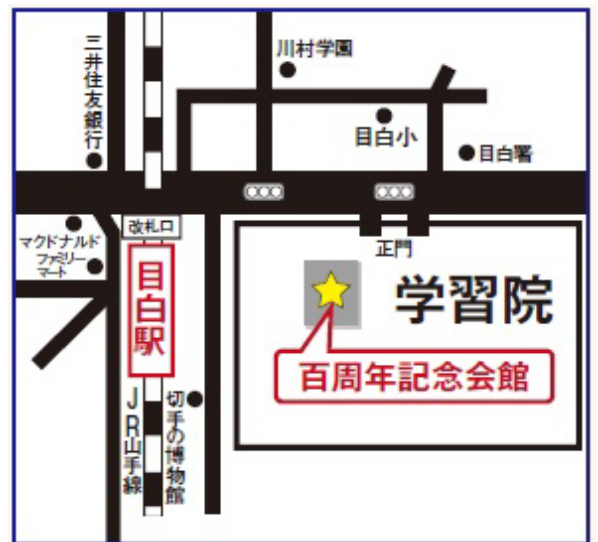 三井住友銀行
川村学園
目白小
目白署
改札口
マクドナルド
ファミリー
マート
目白駅
正門
学習院
百周年記念会館
JR山手線
切手の博物館